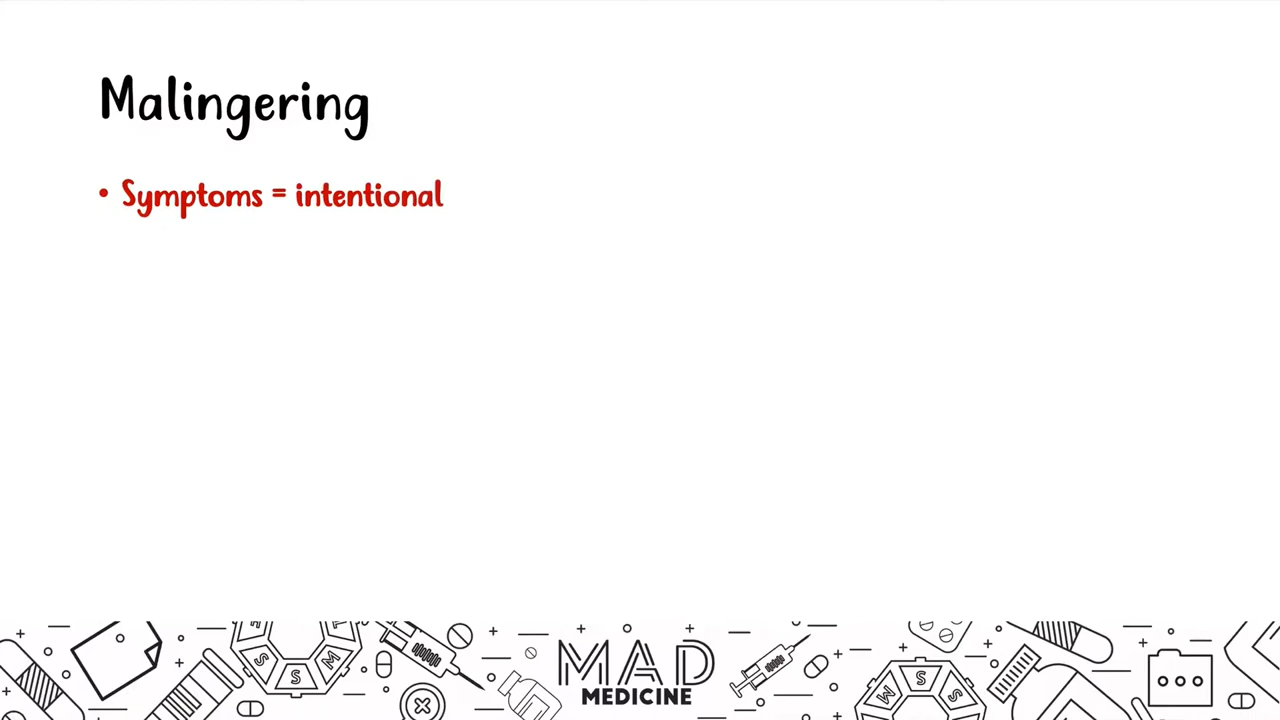 Malingering
• Symptoms = intentional
F
S
S
M
MAD
MEDICINE
M
S
S